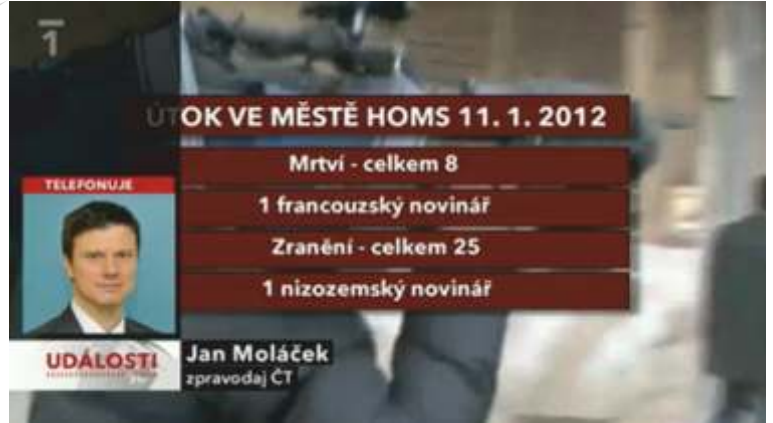 1
ÚTOK VE MĚSTĚ HOMS 11. 1. 2012
Mrtví - celkem 8
TELEFONUJE
1 francouzský novinář
Zranění - celkem 25
1 nizozemský novinář
UDÁLOSTI
Jan Moláček
zpravodaj ČT